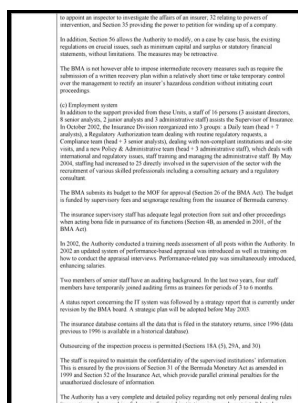 to appoint an inspector to investigate the affairs of an insurer, 32 relating to powers of
intervention, and Section 35 providing the power to petition for winding up of a company.
In addition, Section 56 allows the Authority to modify, on a case by case, basis, the existing
regulations on crucial issues, such as minimum capital and surplus or statutory financial
statements, without limitations. The measures may be retroactive.
The BMA is not however able to impose intermediate recovery measures such as require the
submission of a written recovery plan within a relatively short time or take temporary control
over the management to rectify an insurer's hazardous condition without initiating court
proceedings.
(c) Employment system
In addition to the support provided from these Units, a staff of 16 persons (3 assistant directors,
8 senior analysts, 2 junior analysts and 3 administrative staff) assists the Supervisor of Insurance.
In October 2002, the Insurance Division reorganized into 3 groups: a Daily team (head + 7
analysts), a Regulatory Authorization team dealing with routine regulatory requests, a
Compliance team (head + 3 senior analysts), dealing with non-compliant institutions and on-site
visits, and a new Policy & Administrative team (head + 3 administrative staff), which deals with
international and regulatory issues, staff training and managing the administrative staff. By May
2004, staffing had increased to 25 directly involved in the supervision of the sector with the
recruitment of various skilled professionals including a consulting actuary and a regulatory
consultant.
The BMA submits its budget to the MOF for approval (Section 26 of the BMA Act). The budget
is funded by supervisory fees and seignorage resulting from the issuance of Bermuda currency.
The insurance supervisory staff has adequate legal protection from suit and other proceedings
when acting bona fide in pursuance of its functions (Section 4B, as amended in 2001, of the
BMA Act).
In 2002, the Authority conducted a training needs assessment of all posts within the Authority. In
2002 an updated system of performance-based appraisal was introduced as well as training on
how to conduct the appraisal interviews. Performance-related pay was simultaneously introduced,
enhancing salaries.
Two members of senior staff have an auditing background. In the last two years, four staff
members have temporarily joined auditing firms as trainees for periods of 3 to 6 months.
A status report concerning the IT system was followed by a strategy report that is currently under
revision by the BMA board. A strategic plan will be adopted before May 2003.
The insurance database contains all the data that is filed in the statutory returns, since 1996 (data
previous to 1996 is available in a historical database).
Outsourcing of the inspection process is permitted (Sections 18A (5), 29A, and 30).
The staff is required to maintain the confidentiality of the supervised institutions' information.
This is ensured by the provisions of Section 31 of the Bermuda Monetary Act as amended in
1999 and Section 52 of the Insurance Act, which provide parallel criminal penalties for the
unauthorized disclosure of information.
The Authority has a very complete and detailed policy regarding not only personal dealing rules